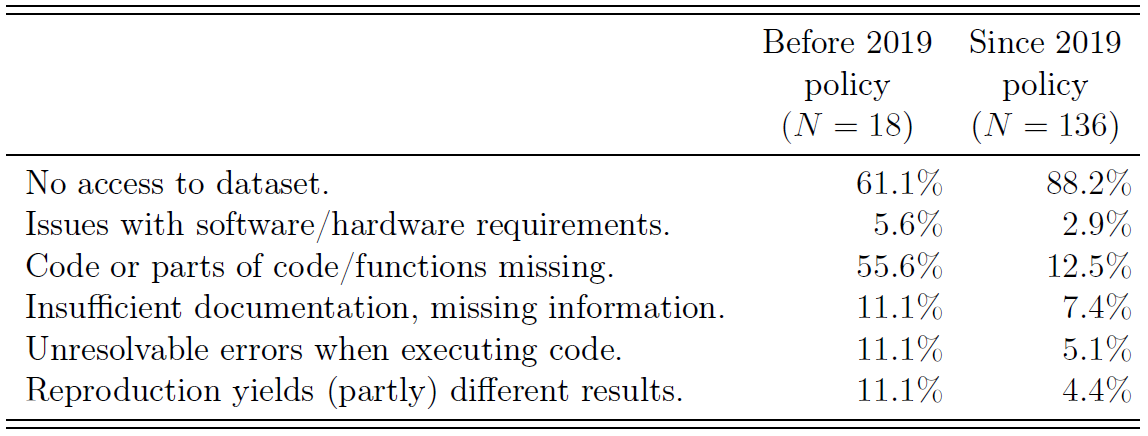 Before 2019 Since 2019
policy policy
(N = 18) (N = 136)
No access to dataset. 61.1% 88.2%
Issues with software/hardware requirements. 5.6% 2.9%
Code or parts of code/functions missing. 55.6% 12.5%
Insufficient documentation, missing information. 11.1% 7.4%
Unresolvable errors when executing code. 11.1% 5.1%
Reproduction yields (partly) different results. 11.1% 4.4%